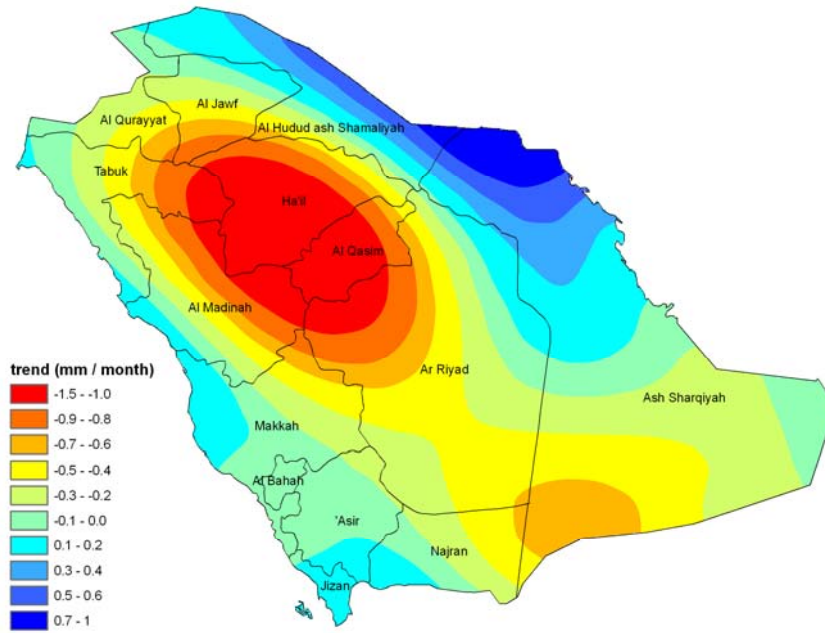 Al Jawf
Al Qurayyat
Al Hudud ash Shamaliyah
Tabuk
Ha'il
Al Qasim
Al Madinah
Ar Riyad
Ash Sharqiyah
Makkah
Al Bahah
'Asir
Najran
Jizan
trend (mm / month)
-1.5 - -1.0
-0.9 - -0.8
-0.7 - -0.6
-0.5 - -0.4
-0.3 - -0.2
-0.1 - 0.0
0.1 - 0.2
0.3 - 0.4
0.5 - 0.6
0.7 - 1